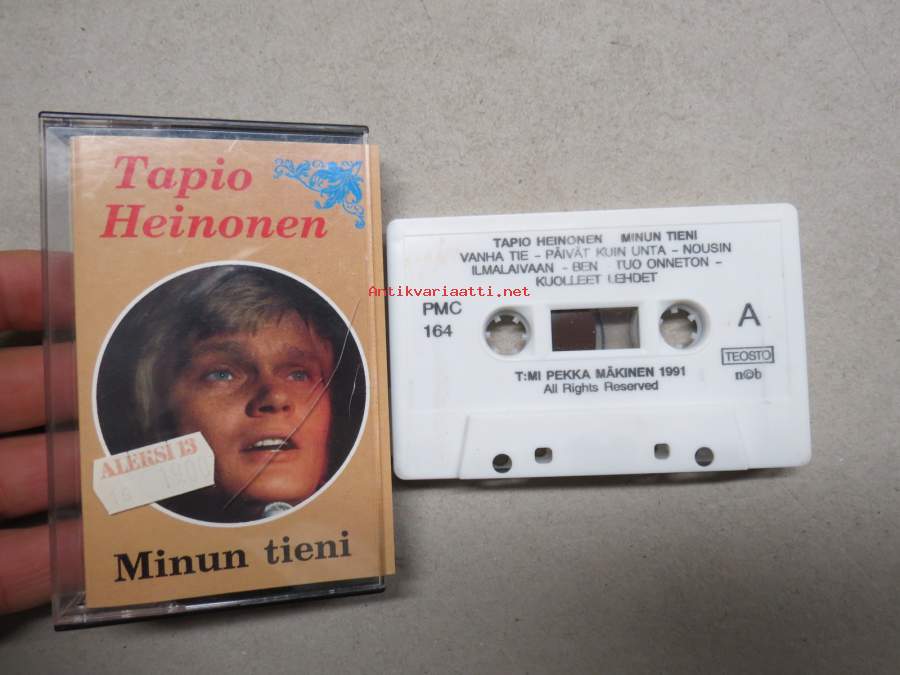 Tapio
Heinonen
ALEKSI 13
Minun tieni
Antikvariaatti.net
TAPIO HEINONEN MINUN TIENI
VANHA TIE - PÄIVÄT KUIN UNTA - NOUSIN
ILMALAIVAAN - BEN TUO ONNETON -
KUOLLEET LEHDET
PMC
164
A
TEOSTO
n©b
T:MI PEKKA MÄKINEN 1991
All Rights Reserved